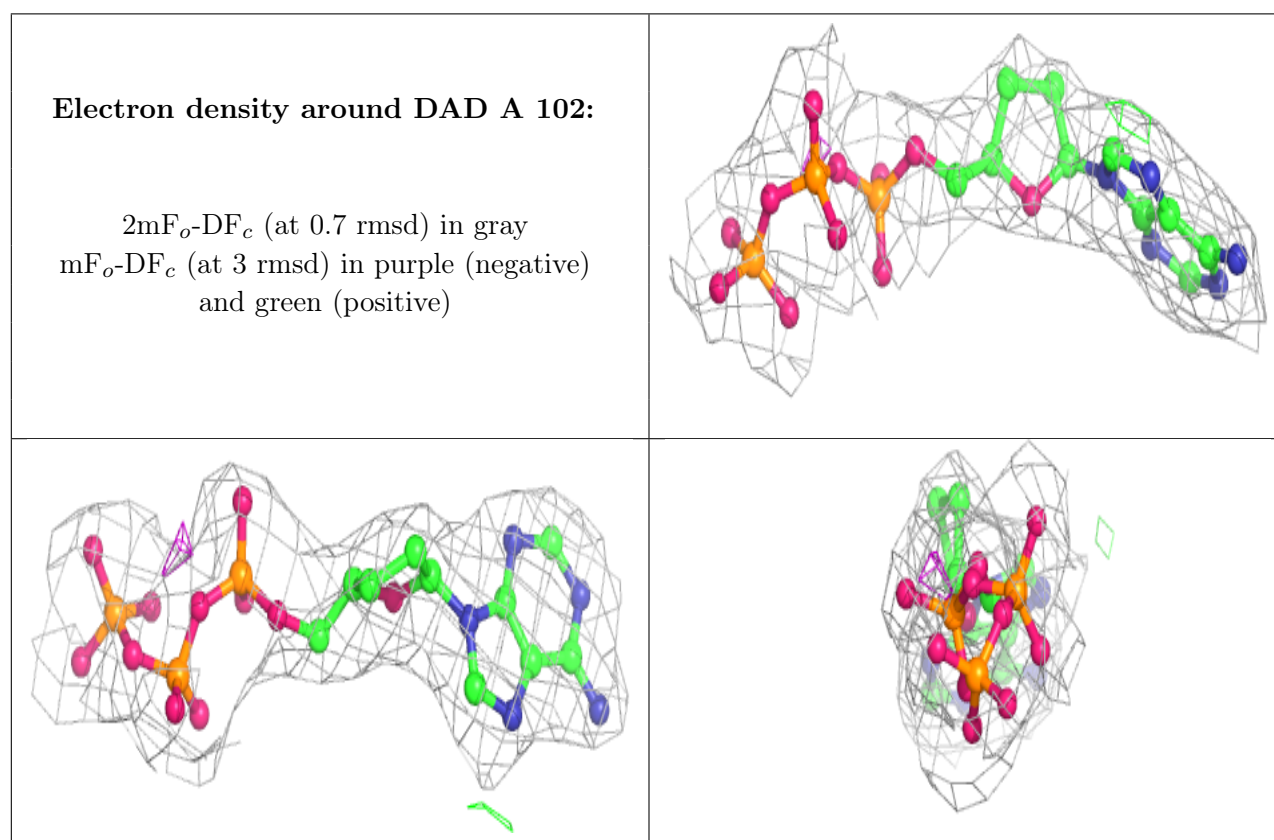 Electron density around DAD A 102:
2mFo-DFc (at 0.7 rmsd) in gray
mFo-DFc (at 3 rmsd) in purple (negative)
and green (positive)